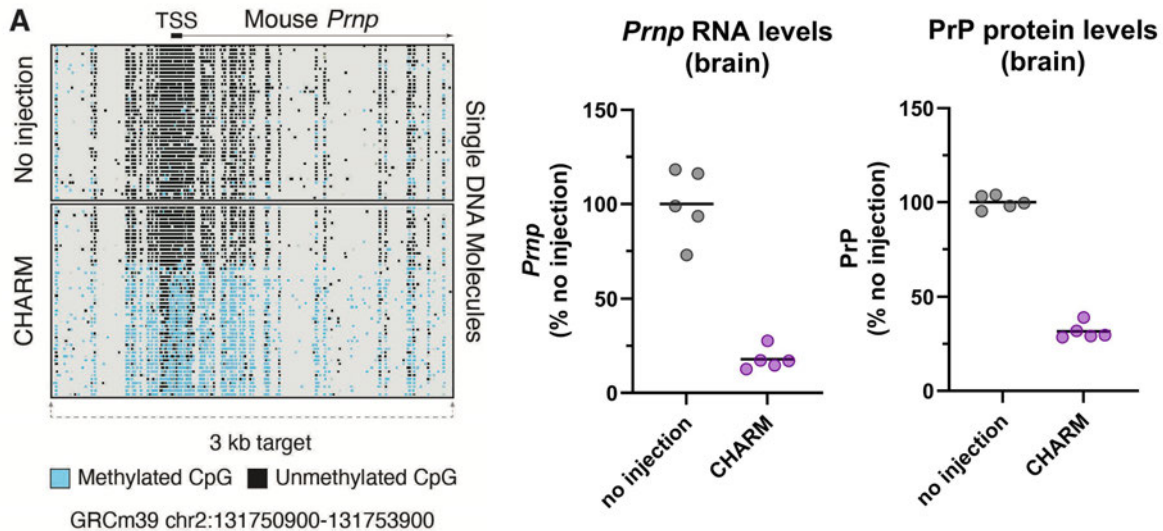 A
TSS
Mouse Prnp
No injection
CHARM
Single DNA Molecules
3 kb target
Methylated CpG
Unmethylated CpG
GRCm39 chr2:131750900-131753900
Prnp RNA levels
(brain)
Prnp
(% no injection)
150
100
50
0
no injection
CHARM
PrP protein levels
(brain)
PrP
(% no injection)
150
100
50
0
no injection
CHARM